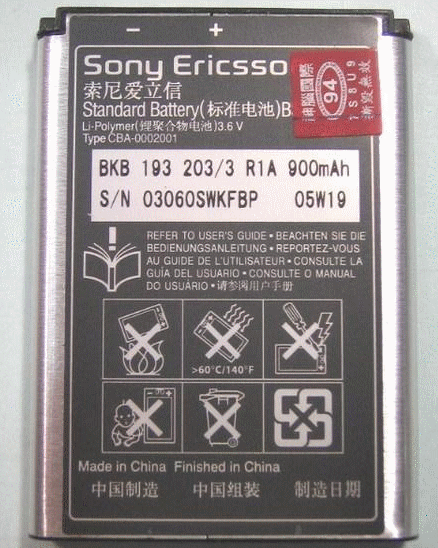 − +
Sony Ericsso
索尼爱立信
Standard Battery(标准电池)B
Li-Polymer(锂聚合物电池)3.6 V
Type CBA-0002001
94
BKB 193 203/3 R1A 900mAh
S/N 03060SWKFBP 05W19
REFER TO USER'S GUIDE • BEACHTEN SIE DIE
BEDIENUNGSANLEITUNG • REPORTEZ-VOUS
AU GUIDE DE L'UTILISATEUR • CONSULTE LA
GUÍA DEL USUARIO • CONSULTE O MANUAL
DO USUÁRIO • 请参阅用户手册
>60°C/140°F
Made in China Finished in China
中国制造 中国组装 制造日期